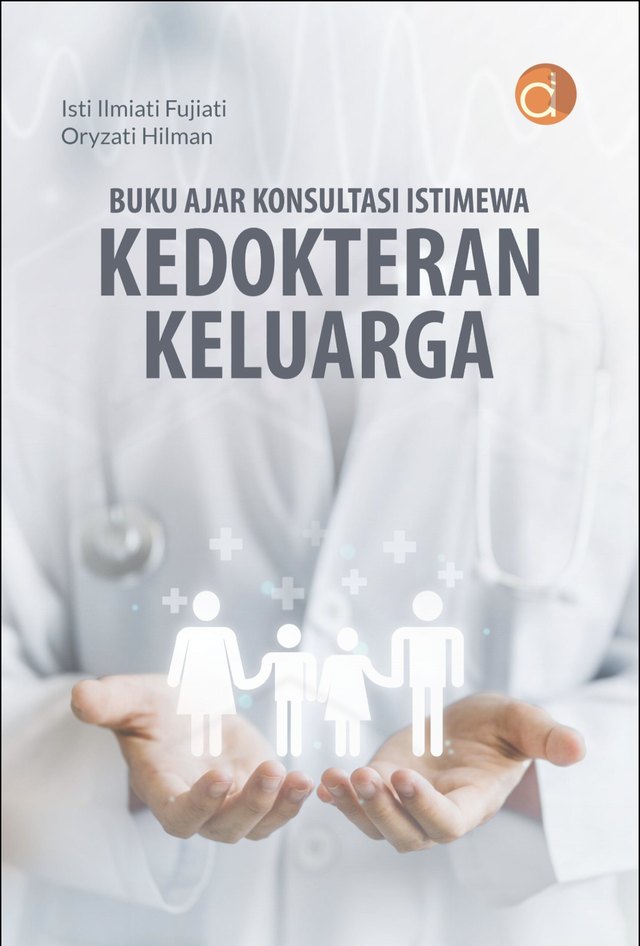 Isti Ilmiati Fujiati
Oryzati Hilman
BUKU AJAR KONSULTASI ISTIMEWA
KEDOKTERAN
KELUARGA